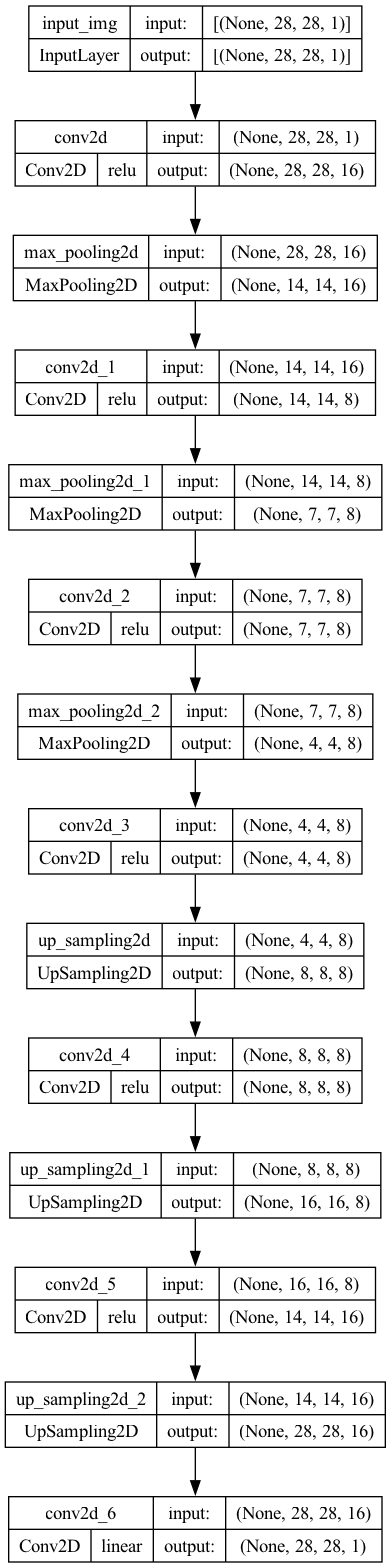 input_img input: [(None, 28, 28, 1)]
InputLayer output: [(None, 28, 28, 1)]
conv2d input: (None, 28, 28, 1)
Conv2D relu output: (None, 28, 28, 16)
max_pooling2d input: (None, 28, 28, 16)
MaxPooling2D output: (None, 14, 14, 16)
conv2d_1 input: (None, 14, 14, 16)
Conv2D relu output: (None, 14, 14, 8)
max_pooling2d_1 input: (None, 14, 14, 8)
MaxPooling2D output: (None, 7, 7, 8)
conv2d_2 input: (None, 7, 7, 8)
Conv2D relu output: (None, 7, 7, 8)
max_pooling2d_2 input: (None, 7, 7, 8)
MaxPooling2D output: (None, 4, 4, 8)
conv2d_3 input: (None, 4, 4, 8)
Conv2D relu output: (None, 4, 4, 8)
up_sampling2d input: (None, 4, 4, 8)
UpSampling2D output: (None, 8, 8, 8)
conv2d_4 input: (None, 8, 8, 8)
Conv2D relu output: (None, 8, 8, 8)
up_sampling2d_1 input: (None, 8, 8, 8)
UpSampling2D output: (None, 16, 16, 8)
conv2d_5 input: (None, 16, 16, 8)
Conv2D relu output: (None, 14, 14, 16)
up_sampling2d_2 input: (None, 14, 14, 16)
UpSampling2D output: (None, 28, 28, 16)
conv2d_6 input: (None, 28, 28, 16)
Conv2D linear output: (None, 28, 28, 1)